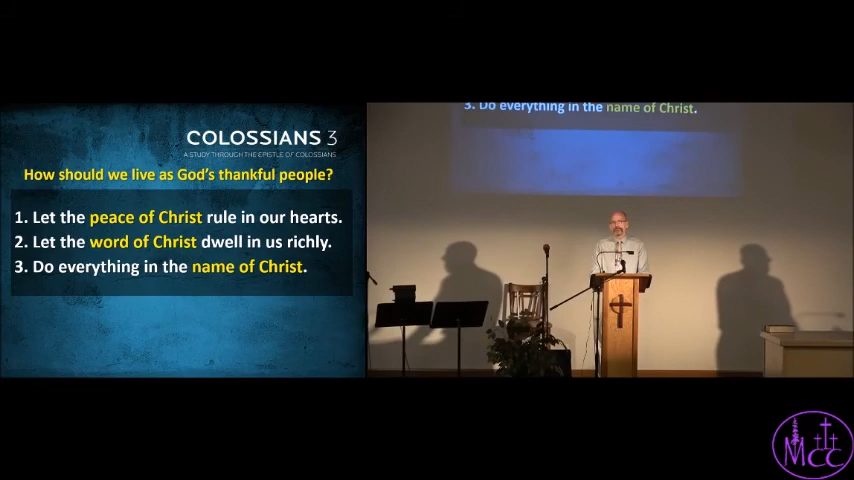 COLOSSIANS 3
A STUDY THROUGH THE EPISTLE OF COLOSSIANS
How should we live as God's thankful people?
1. Let the peace of Christ rule in our hearts.
2. Let the word of Christ dwell in us richly.
3. Do everything in the name of Christ.
3. Do everything in the name of Christ.
MCC